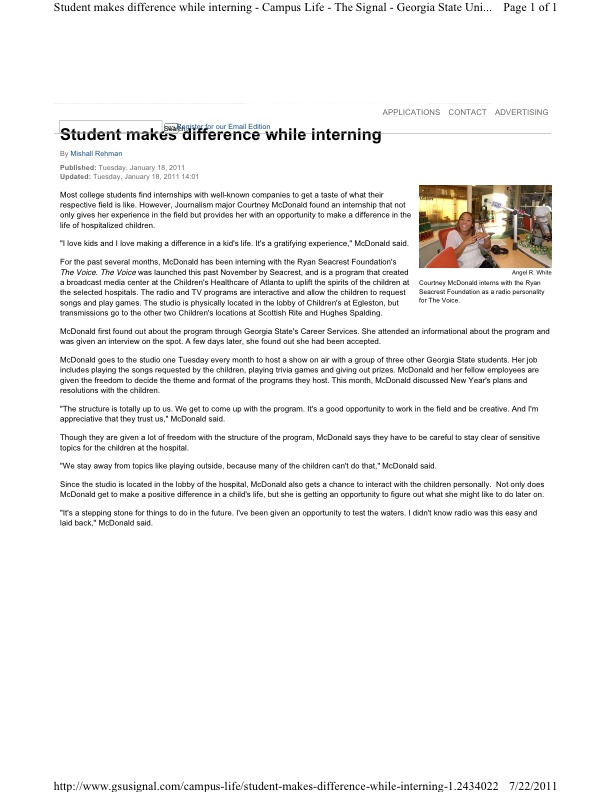 Student makes difference while interning - Campus Life - The Signal - Georgia State Uni... Page 1 of 1
APPLICATIONS CONTACT ADVERTISING
Register for our Email Edition
Student makes difference while interning
By Mishall Rehman
Published: Tuesday, January 18, 2011
Updated: Tuesday, January 18, 2011 14:01
Most college students find internships with well-known companies to get a taste of what their
respective field is like. However, Journalism major Courtney McDonald found an internship that not
only gives her experience in the field but provides her with an opportunity to make a difference in the
life of hospitalized children.
"I love kids and I love making a difference in a kid's life. It's a gratifying experience," McDonald said.
For the past several months, McDonald has been interning with the Ryan Seacrest Foundation's
The Voice. The Voice was launched this past November by Seacrest, and is a program that created
a broadcast media center at the Children's Healthcare of Atlanta to uplift the spirits of the children at
the selected hospitals. The radio and TV programs are interactive and allow the children to request
songs and play games. The studio is physically located in the lobby of Children's at Egleston, but
transmissions go to the other two Children's locations at Scottish Rite and Hughes Spalding.
Angel R. White
Courtney McDonald interns with the Ryan
Seacrest Foundation as a radio personality
for The Voice.
McDonald first found out about the program through Georgia State's Career Services. She attended an informational about the program and
was given an interview on the spot. A few days later, she found out she had been accepted.
McDonald goes to the studio one Tuesday every month to host a show on air with a group of three other Georgia State students. Her job
includes playing the songs requested by the children, playing trivia games and giving out prizes. McDonald and her fellow employees are
given the freedom to decide the theme and format of the programs they host. This month, McDonald discussed New Year's plans and
resolutions with the children.
"The structure is totally up to us. We get to come up with the program. It's a good opportunity to work in the field and be creative. And I'm
appreciative that they trust us," McDonald said.
Though they are given a lot of freedom with the structure of the program, McDonald says they have to be careful to stay clear of sensitive
topics for the children at the hospital.
"We stay away from topics like playing outside, because many of the children can't do that," McDonald said.
Since the studio is located in the lobby of the hospital, McDonald also gets a chance to interact with the children personally. Not only does
McDonald get to make a positive difference in a child's life, but she is getting an opportunity to figure out what she might like to do later on.
"It's a stepping stone for things to do in the future. I've been given an opportunity to test the waters. I didn't know radio was this easy and
laid back," McDonald said.
http://www.gsusignal.com/campus-life/student-makes-difference-while-interning-1.2434022 7/22/2011